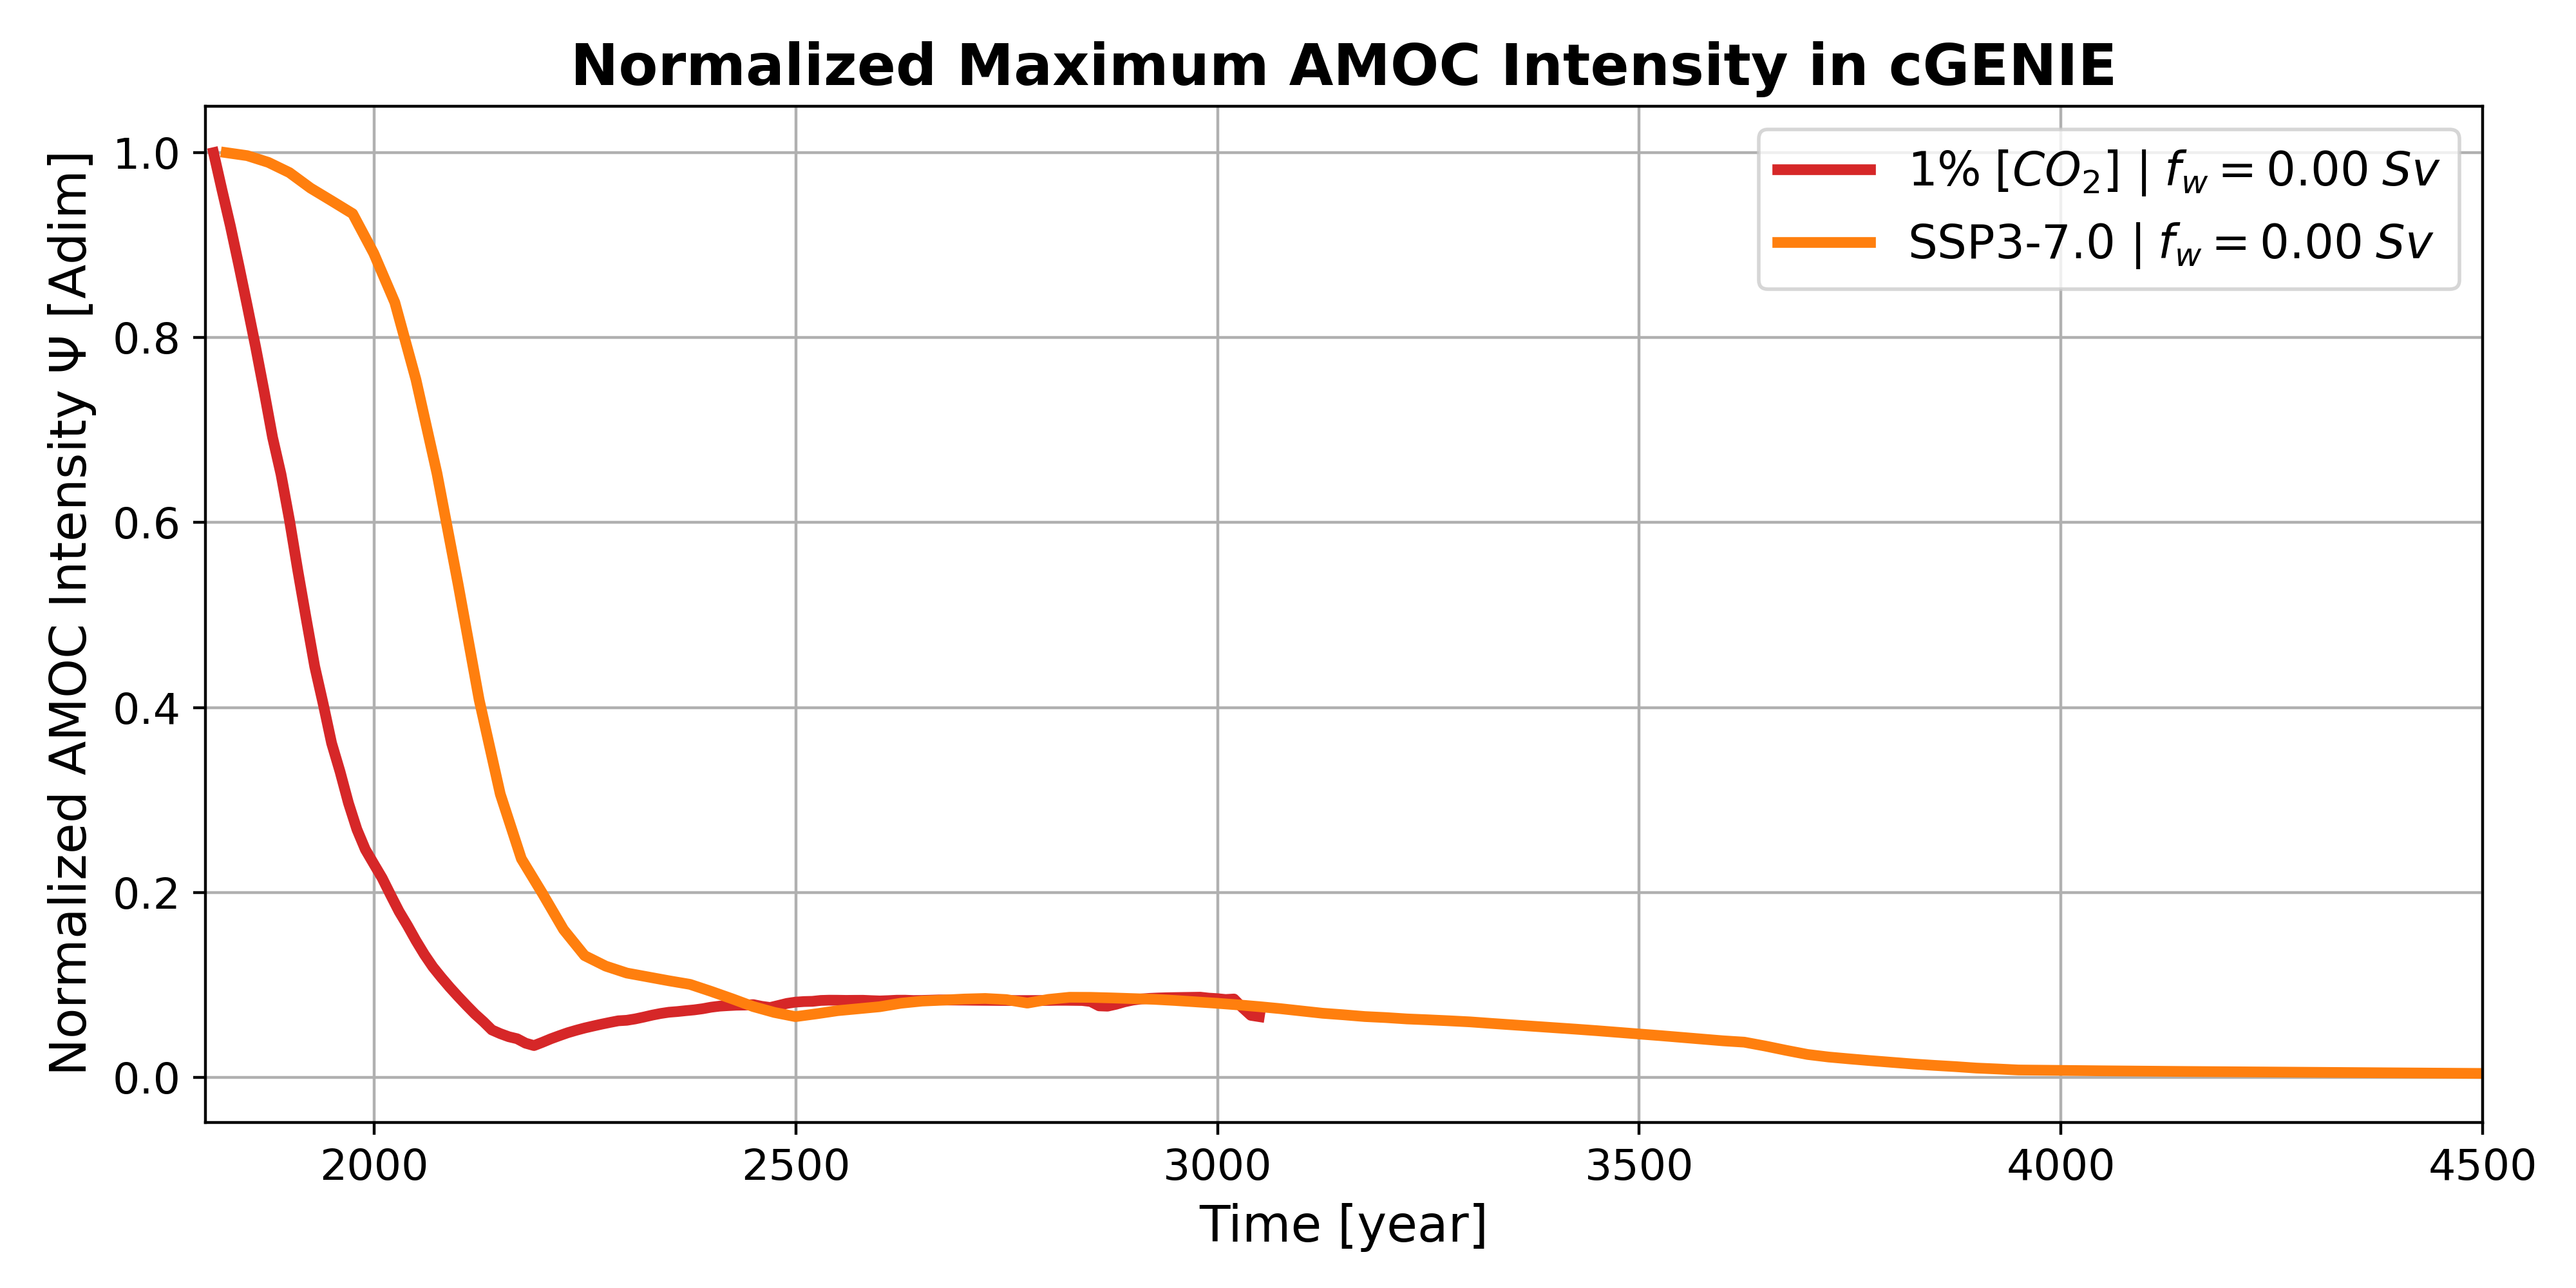 Normalized Maximum AMOC Intensity in cGENIE
Normalized AMOC Intensity Ψ [Adim]
1.0
0.8
0.6
0.4
0.2
0.0
1% [CO₂] | f_w = 0.00 Sv
SSP3-7.0 | f_w = 0.00 Sv
2000 2500 3000 3500 4000 4500
Time [year]